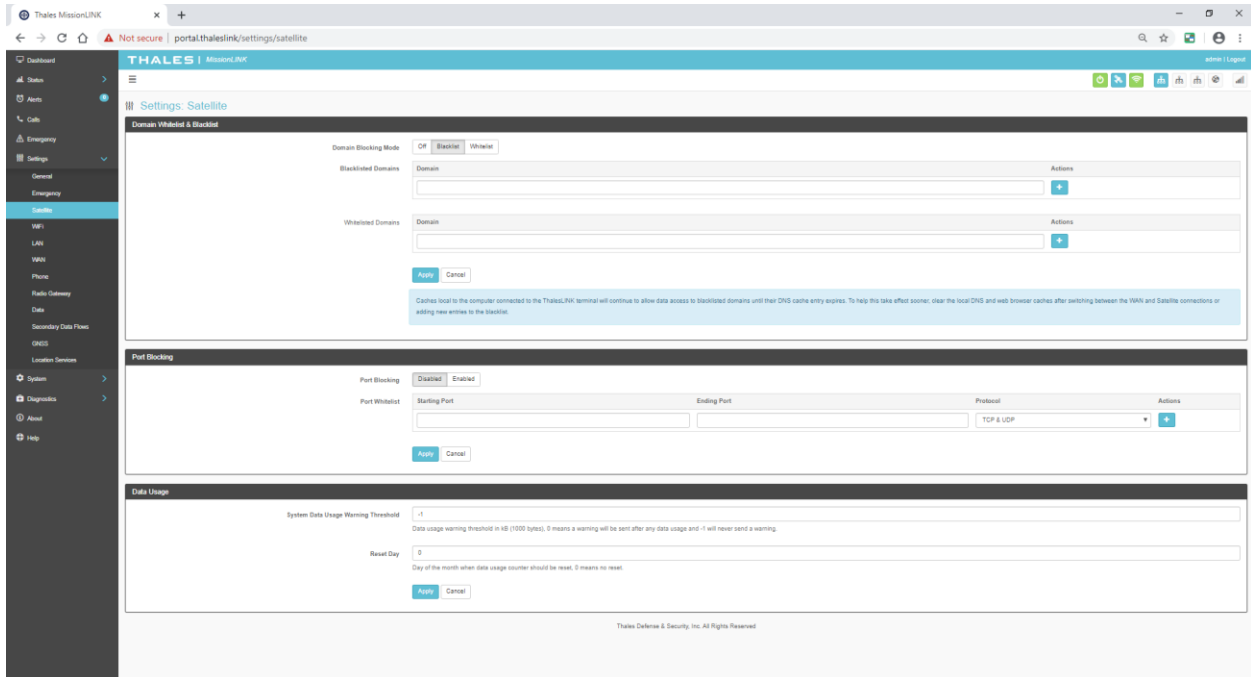 Thales MissionLINK
Not secure | portal.thaleslink/settings/satellite
Dashboard
THALES | MissionLINK
admin | Logout
Status
Alerts
0
Calls
Emergency
Settings
General
Emergency
Satellite
WiFi
LAN
WAN
Phone
Radio Gateway
Data
Secondary Data Flows
GNSS
Location Services
System
Diagnostics
About
Help
Settings: Satellite
Domain Whitelist & Blacklist
Domain Blocking Mode
Off Blacklist Whitelist
Blacklisted Domains
Domain Actions
Whitelisted Domains
Domain Actions
Apply Cancel
Caches local to the computer connected to the ThalesLINK terminal will continue to allow data access to blacklisted domains until their DNS cache entry expires. To help this take effect sooner, clear the local DNS and web browser caches after switching between the WAN and Satellite connections or
adding new entries to the blacklist.
Port Blocking
Port Blocking
Disabled Enabled
Port Whitelist
Starting Port Ending Port Protocol Actions
TCP & UDP
Apply Cancel
Data Usage
System Data Usage Warning Threshold
-1
Data usage warning threshold in kB (1000 bytes), 0 means a warning will be sent after any data usage and -1 will never send a warning.
Reset Day
0
Day of the month when data usage counter should be reset, 0 means no reset.
Apply Cancel
Thales Defense & Security, Inc. All Rights Reserved